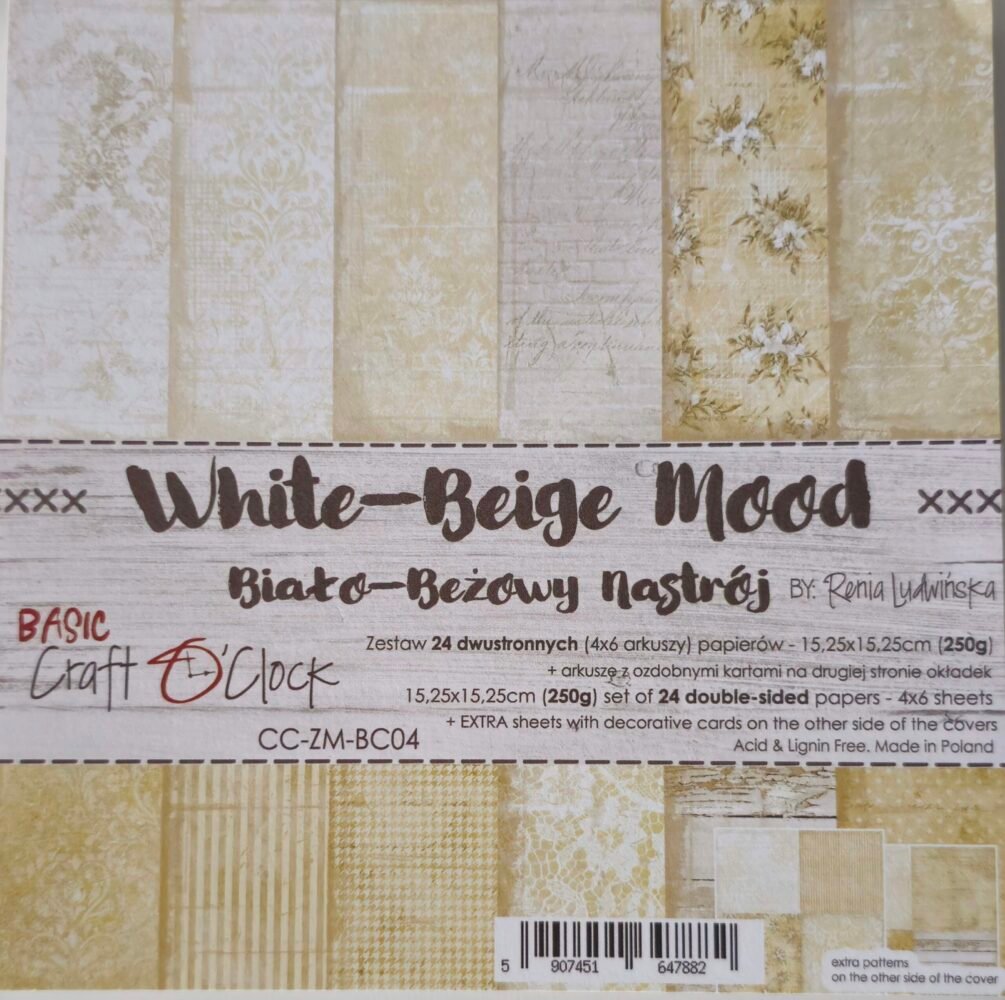 xxxx White-Beige Mood xxxx
Biało-Beżowy Nastrój BY: Renia Ludwińska
BASIC
Craft O'Clock
Zestaw 24 dwustronnych (4x6 arkuszy) papierów - 15,25x15,25cm (250g)
+ arkusze z ozdobnymi kartami na drugiej stronie okładek
15,25x15,25cm (250g) set of 24 double-sided papers - 4x6 sheets
+ EXTRA sheets with decorative cards on the other side of the covers
CC-ZM-BC04
Acid & Lignin Free. Made in Poland
5 907451 647882
extra patterns
on the other side of the cover